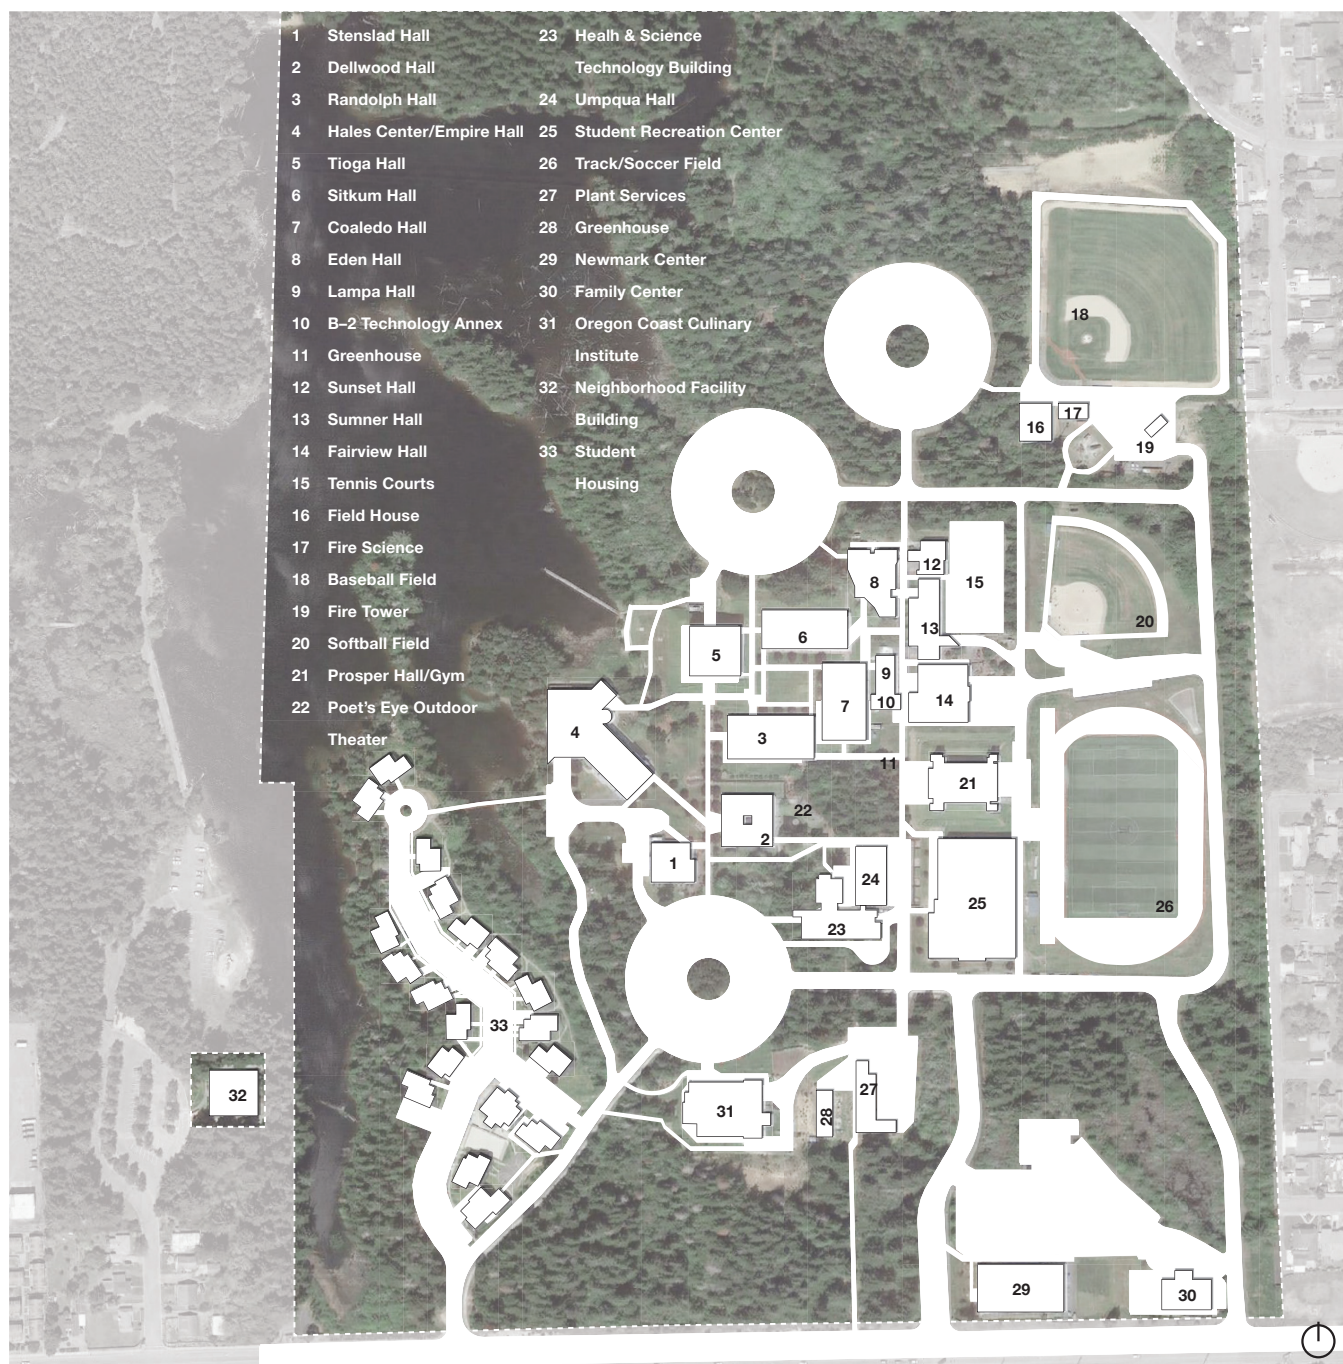 1 Stenslad Hall
2 Dellwood Hall
3 Randolph Hall
4 Hales Center/Empire Hall
5 Tioga Hall
6 Sitkum Hall
7 Coaledo Hall
8 Eden Hall
9 Lampa Hall
10 B–2 Technology Annex
11 Greenhouse
12 Sunset Hall
13 Sumner Hall
14 Fairview Hall
15 Tennis Courts
16 Field House
17 Fire Science
18 Baseball Field
19 Fire Tower
20 Softball Field
21 Prosper Hall/Gym
22 Poet's Eye Outdoor
Theater
23 Healh & Science
Technology Building
24 Umpqua Hall
25 Student Recreation Center
26 Track/Soccer Field
27 Plant Services
28 Greenhouse
29 Newmark Center
30 Family Center
31 Oregon Coast Culinary
Institute
32 Neighborhood Facility
Building
33 Student
Housing
18
16
17
19
8
12
15
13
20
6
5
9
10
14
7
4
3
11
21
22
2
1
24
25
26
23
33
32
31
27
28
29
30